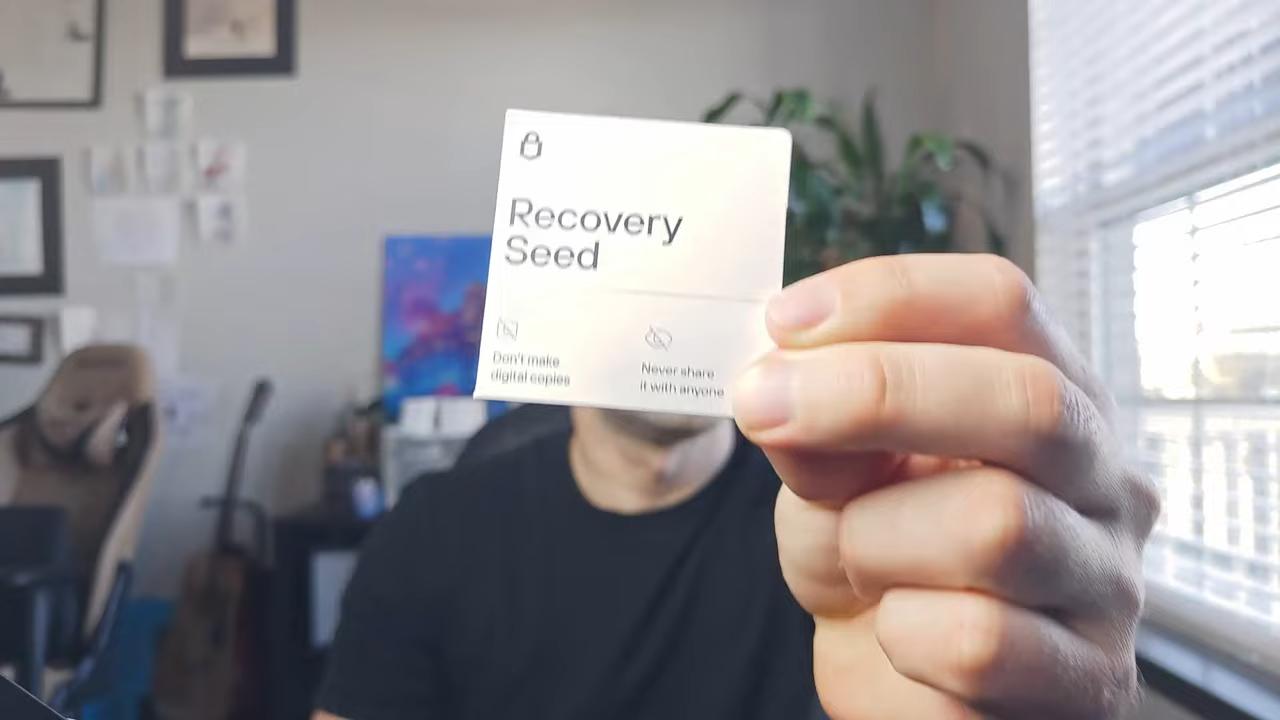 Recovery
Seed
Don't make
digital copies
Never share
it with anyone